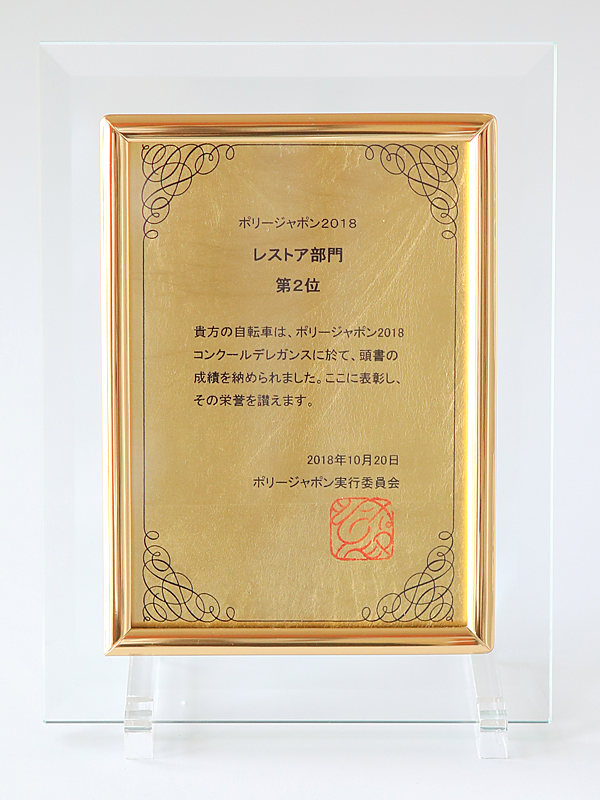 ポリージャポン2018
レストア部門
第2位
貴方の自転車は、ポリージャポン2018
コンクールデレガンスに於て、頭書の
成績を納められました。ここに表彰し、
その栄誉を讃えます。
2018年10月20日
ポリージャポン実行委員会